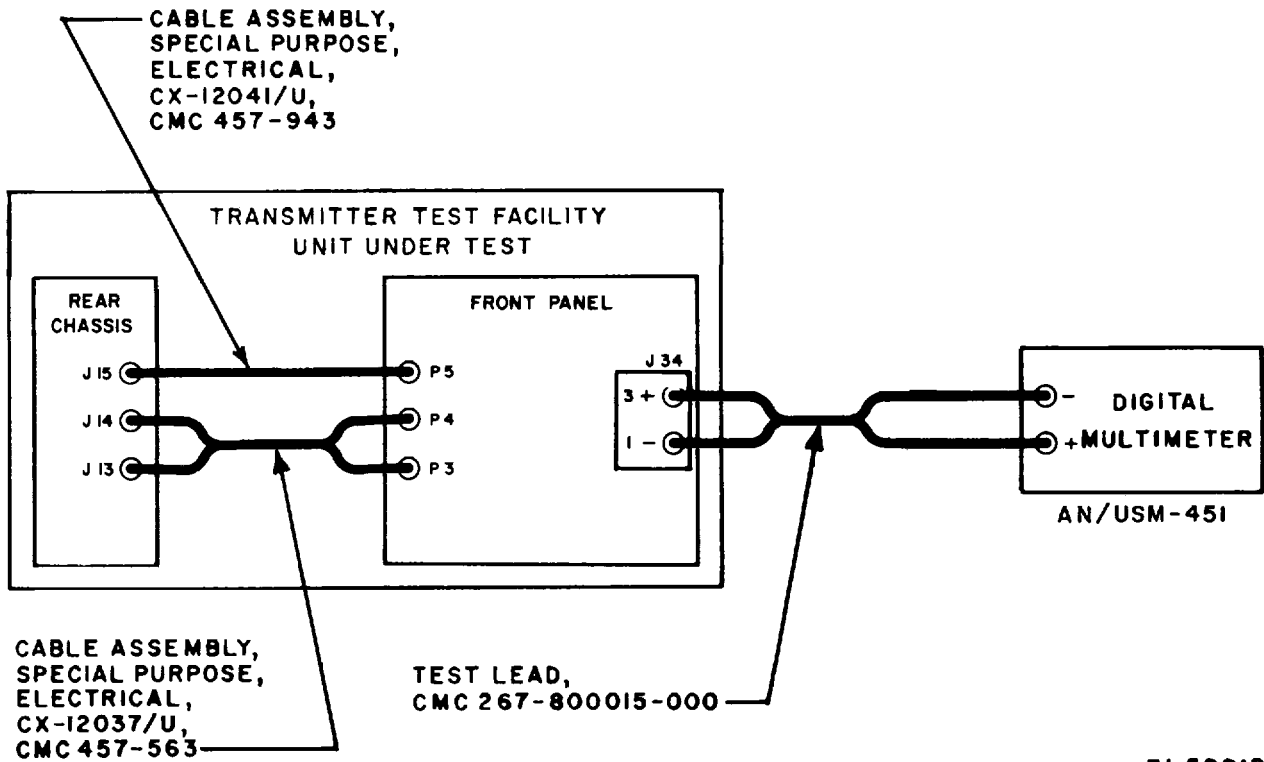 CABLE ASSEMBLY,
SPECIAL PURPOSE,
ELECTRICAL,
CX-12041/U,
CMC 457-943
TRANSMITTER TEST FACILITY
UNIT UNDER TEST
REAR
CHASSIS
FRONT PANEL
J15
J14
J13
P5
P4
P3
J34
3+
1-
-
+
DIGITAL
MULTIMETER
AN/USM-451
CABLE ASSEMBLY,
SPECIAL PURPOSE,
ELECTRICAL,
CX-12037/U,
CMC 457-563
TEST LEAD,
CMC 267-800015-000